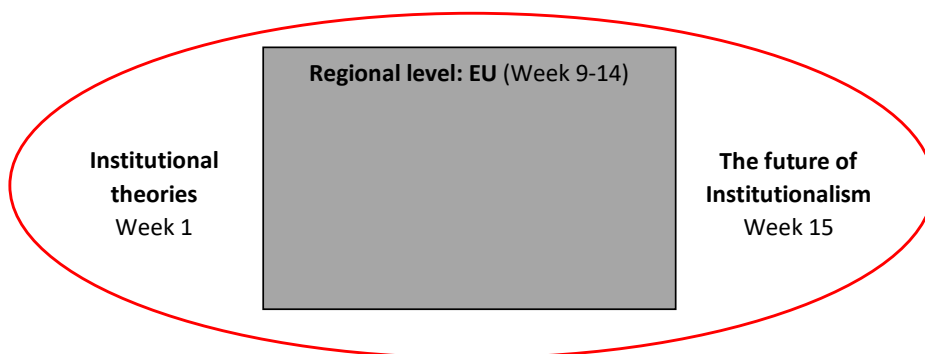 Regional level: EU (Week 9-14)
Institutional
theories
Week 1
The future of
Institutionalism
Week 15